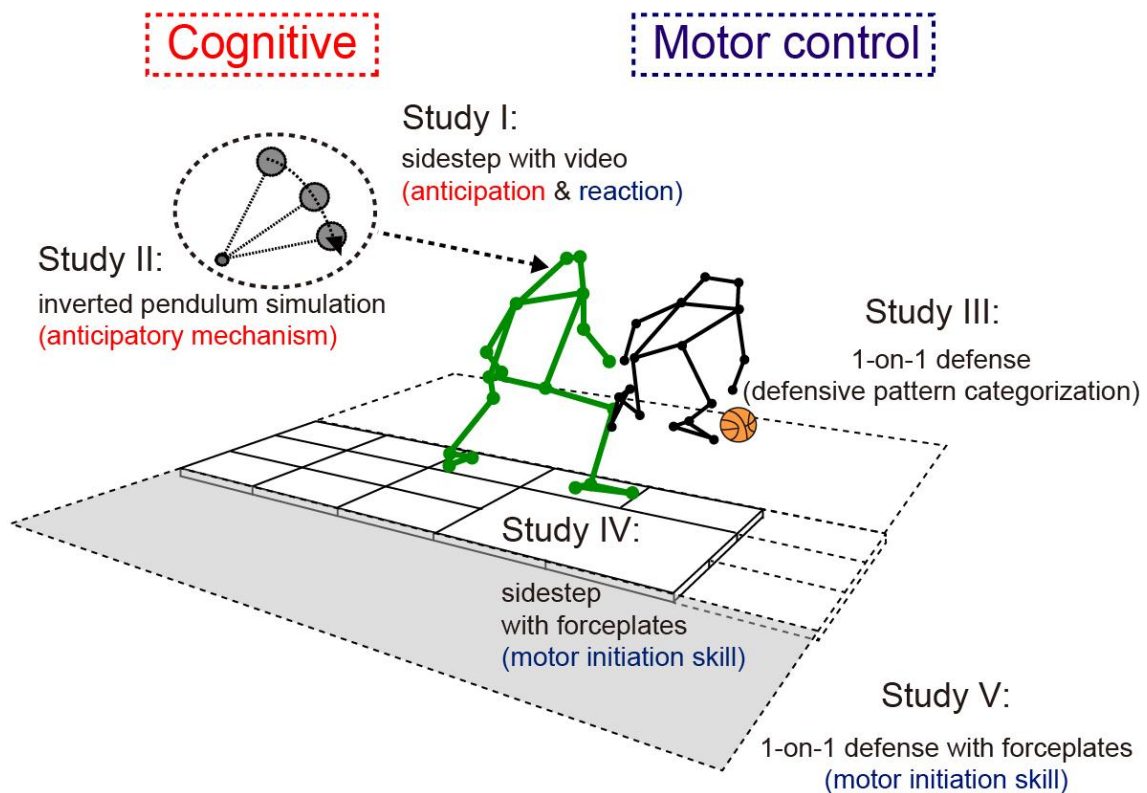 Cognitive
Motor control
Study I:
sidestep with video
(anticipation & reaction)
Study II:
inverted pendulum simulation
(anticipatory mechanism)
Study III:
1-on-1 defense
(defensive pattern categorization)
Study IV:
sidestep
with forceplates
(motor initiation skill)
Study V:
1-on-1 defense with forceplates
(motor initiation skill)